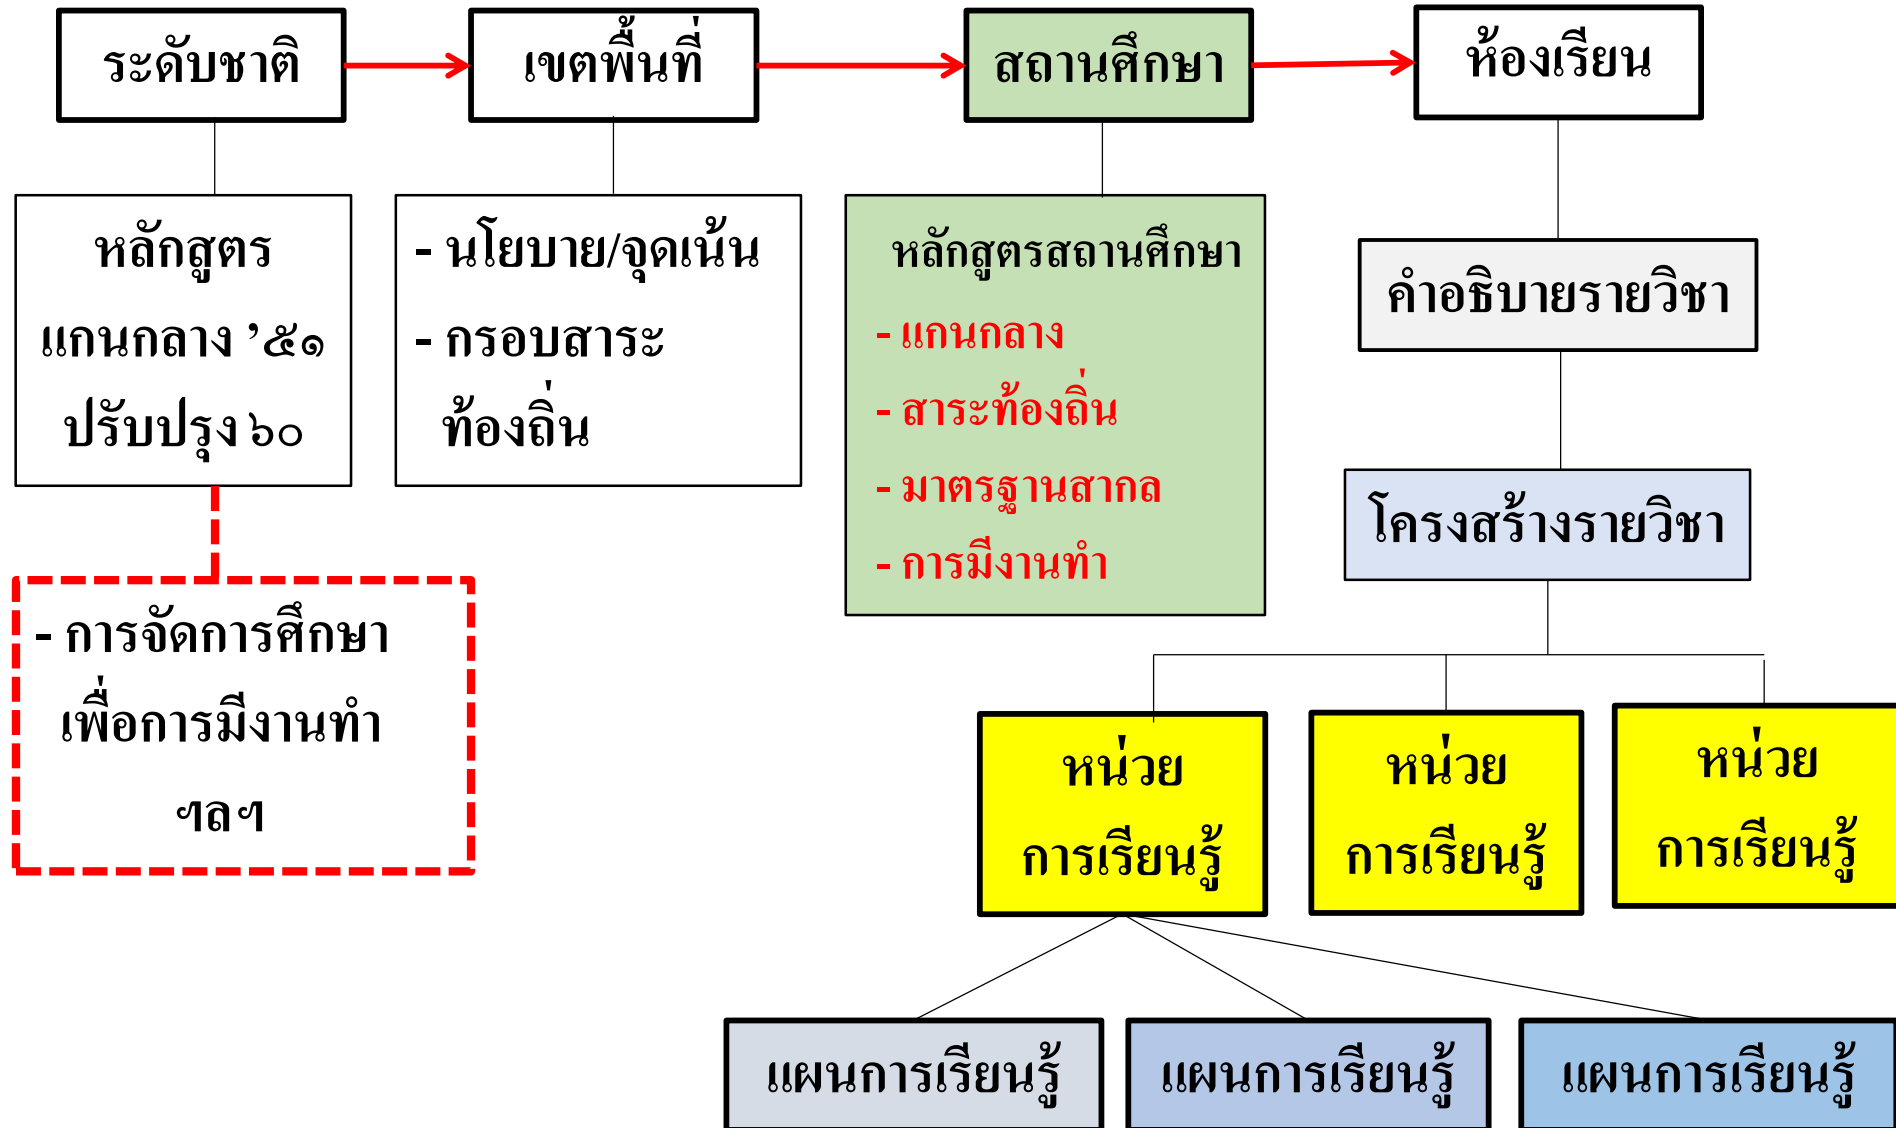 ระดับชาติ
เขตพื้นที่
สถานศึกษา
ห้องเรียน
หลักสูตร
แกนกลาง ’๕๑
ปรับปรุง ๖๐
- นโยบาย/จุดเน้น
- กรอบสาระ
ท้องถิ่น
หลักสูตรสถานศึกษา
- แกนกลาง
- สาระท้องถิ่น
- มาตรฐานสากล
- การมีงานทำ
คำอธิบายรายวิชา
โครงสร้างรายวิชา
- การจัดการศึกษา
เพื่อการมีงานทำ
ฯลฯ
หน่วย
การเรียนรู้
หน่วย
การเรียนรู้
หน่วย
การเรียนรู้
แผนการเรียนรู้
แผนการเรียนรู้
แผนการเรียนรู้